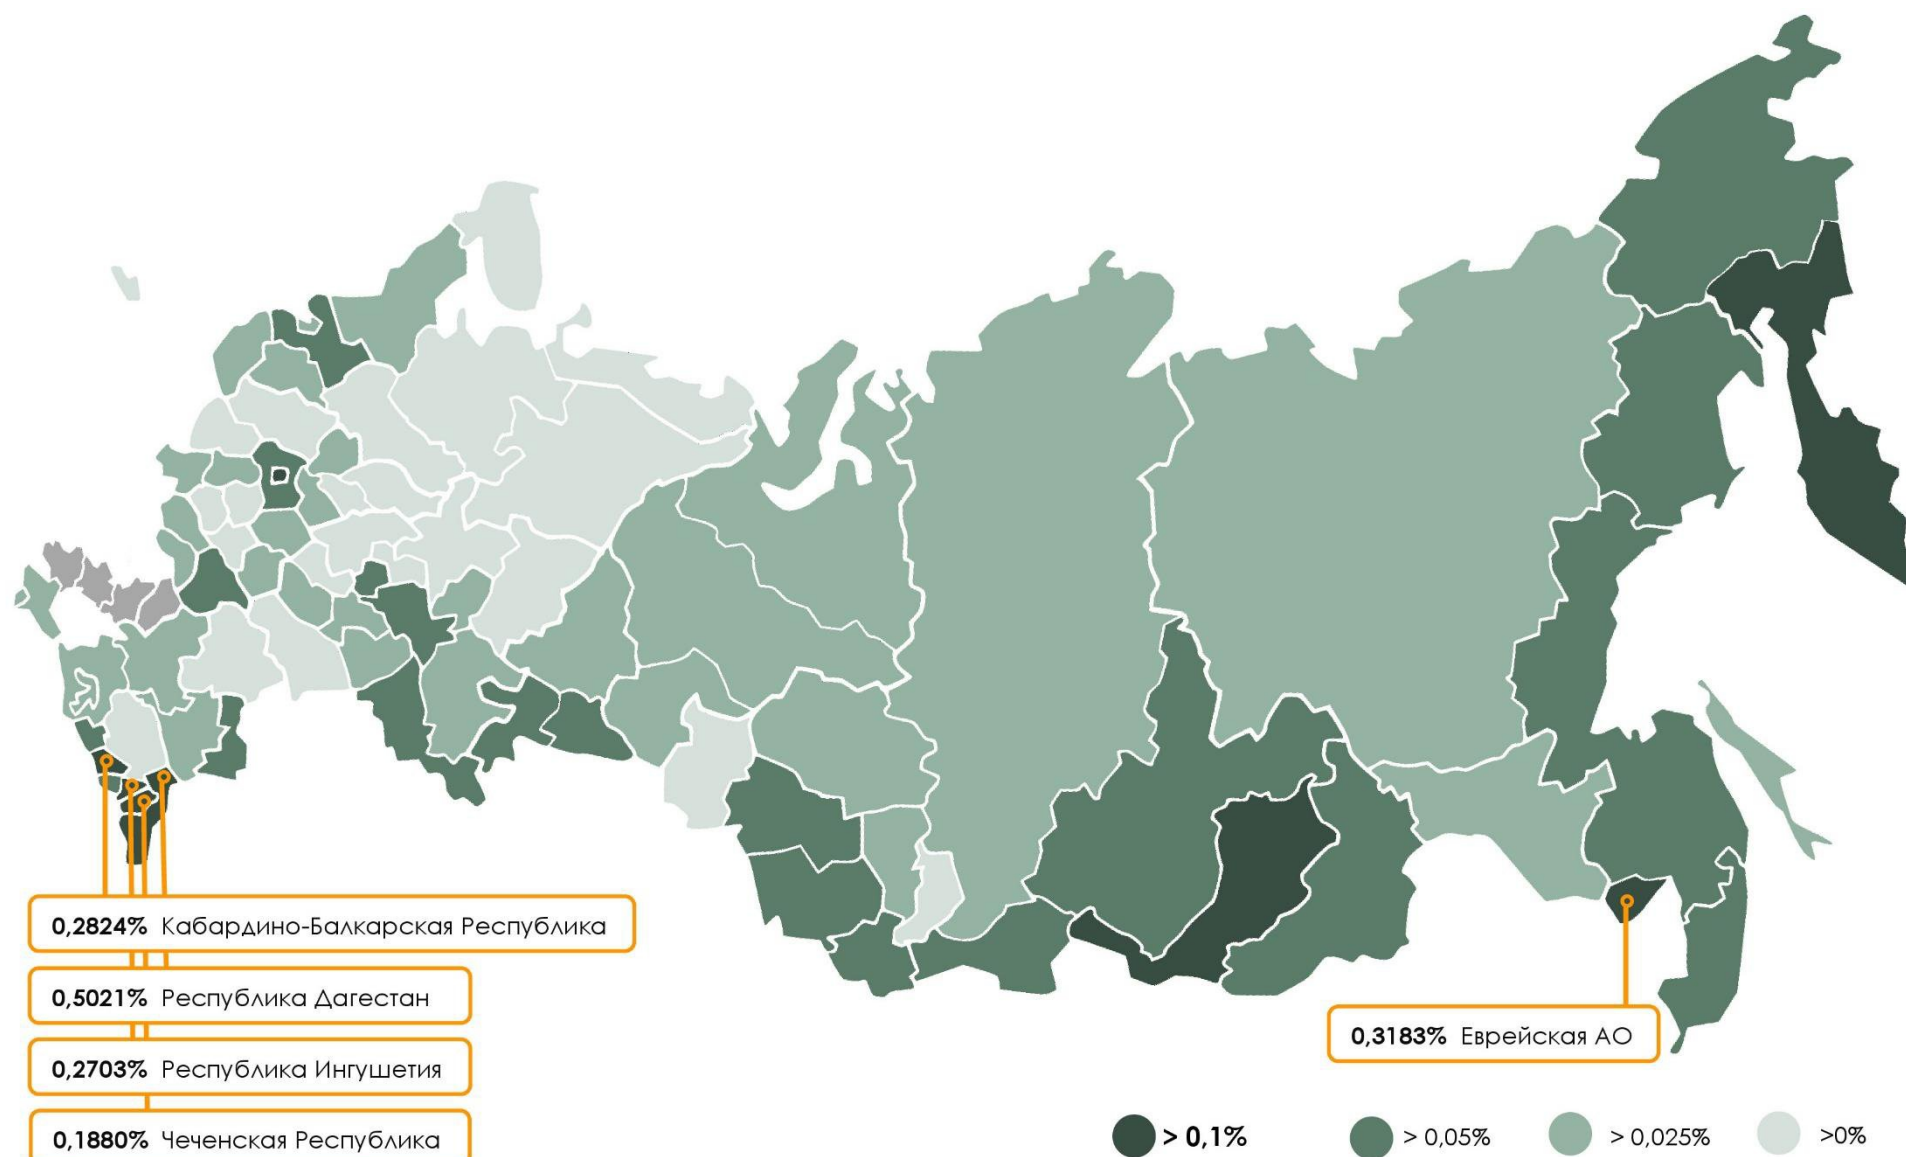 0,2824% Кабардино-Балкарская Республика
0,5021% Республика Дагестан
0,2703% Республика Ингушетия
0,1880% Чеченская Республика
0,3183% Еврейская АО
> 0,1%
> 0,05%
> 0,025%
>0%